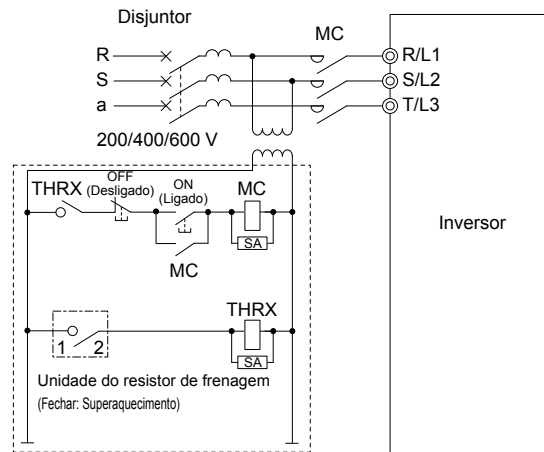 Disjuntor
MC
R
R/L1
S
S/L2
a
T/L3
200/400/600 V
OFF
(Desligado)
ON
(Ligado)
THRX
MC
SA
MC
Inversor
THRX
1 2
SA
Unidade do resistor de frenagem
(Fechar: Superaquecimento)